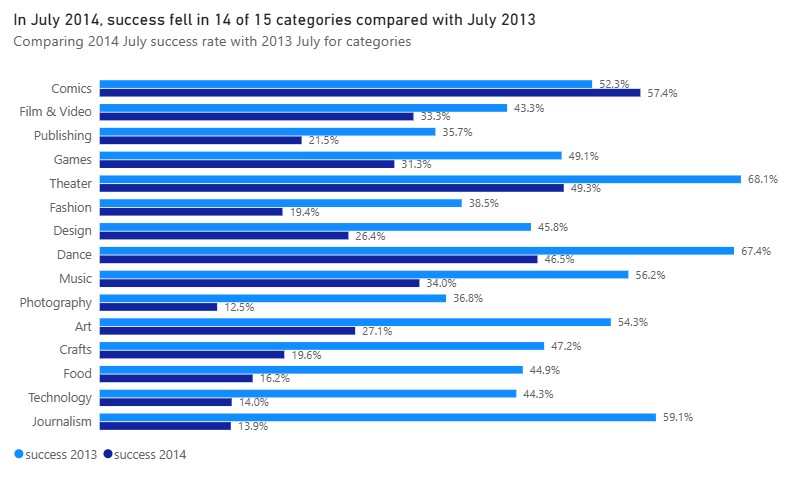 In July 2014, success fell in 14 of 15 categories compared with July 2013
Comparing 2014 July success rate with 2013 July for categories
Comics 52.3% 57.4%
Film & Video 43.3% 33.3%
Publishing 35.7% 21.5%
Games 49.1% 31.3%
Theater 68.1% 49.3%
Fashion 38.5% 19.4%
Design 45.8% 26.4%
Dance 67.4% 46.5%
Music 56.2% 34.0%
Photography 36.8% 12.5%
Art 54.3% 27.1%
Crafts 47.2% 19.6%
Food 44.9% 16.2%
Technology 44.3% 14.0%
Journalism 59.1% 13.9%
success 2013 success 2014